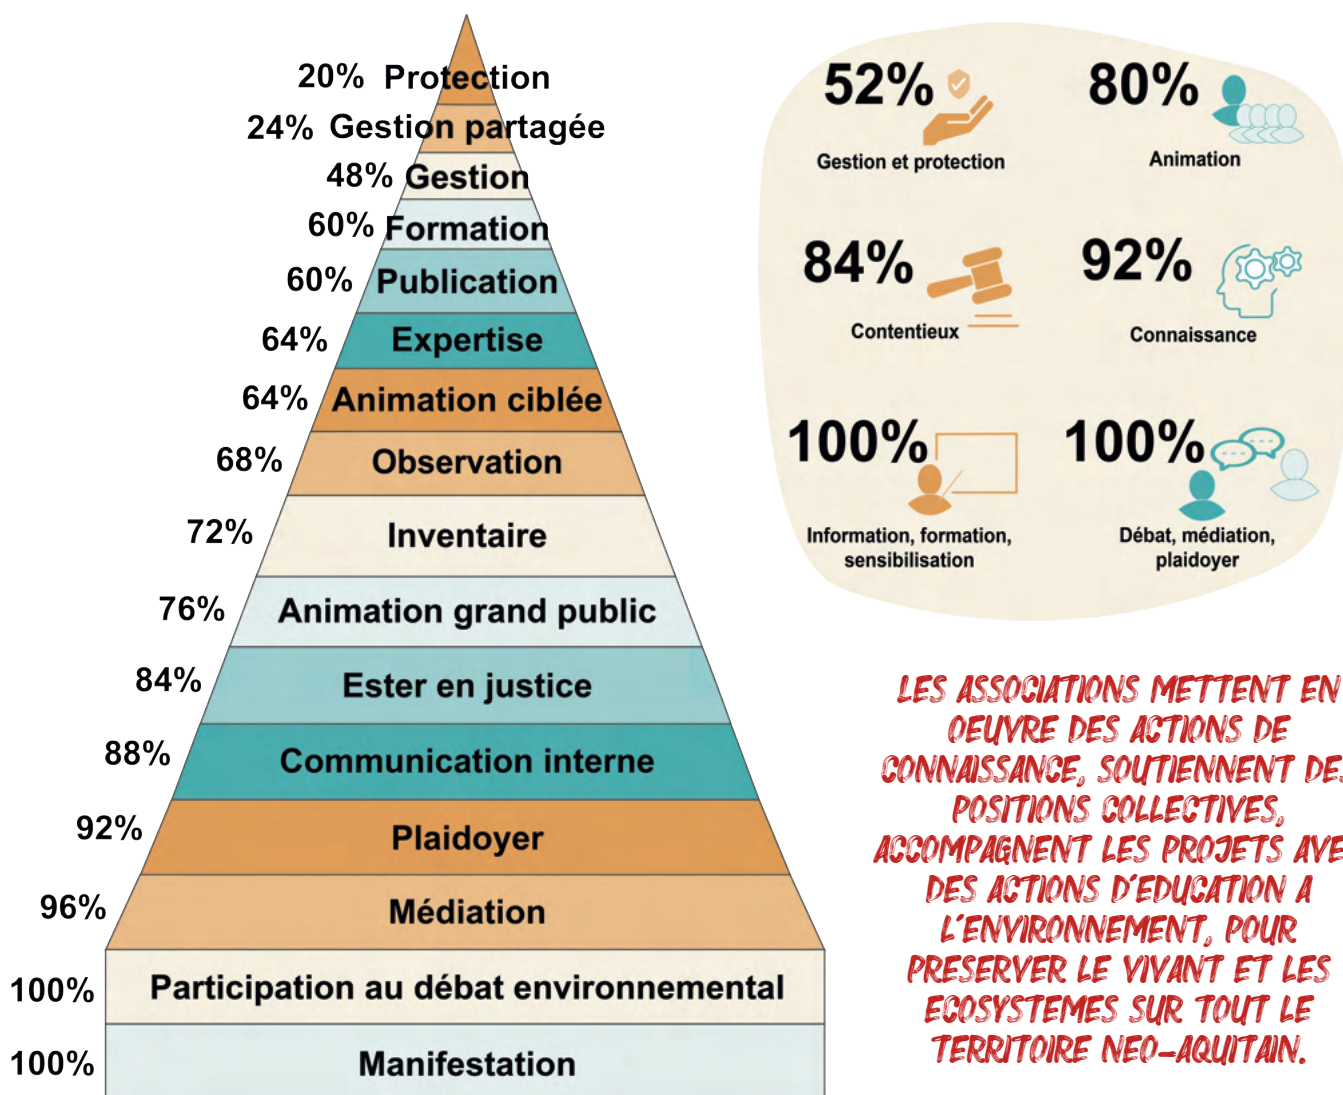 20% Protection
24% Gestion partagée
48% Gestion
60% Formation
60% Publication
64% Expertise
64% Animation ciblée
68% Observation
72% Inventaire
76% Animation grand public
84% Ester en justice
88% Communication interne
92% Plaidoyer
96% Médiation
100% Participation au débat environnemental
100% Manifestation
52%
Gestion et protection
80%
Animation
84%
Contentieux
92%
Connaissance
100%
Information, formation,
sensibilisation
100%
Débat, médiation,
plaidoyer
LES ASSOCIATIONS METTENT EN
OEUVRE DES ACTIONS DE
CONNAISSANCE, SOUTIENNENT DES
POSITIONS COLLECTIVES,
ACCOMPAGNENT LES PROJETS AVE
DES ACTIONS D'EDUCATION A
L'ENVIRONNEMENT, POUR
PRESERVER LE VIVANT ET LES
ECOSYSTEMES SUR TOUT LE
TERRITOIRE NEO-AQUITAIN.